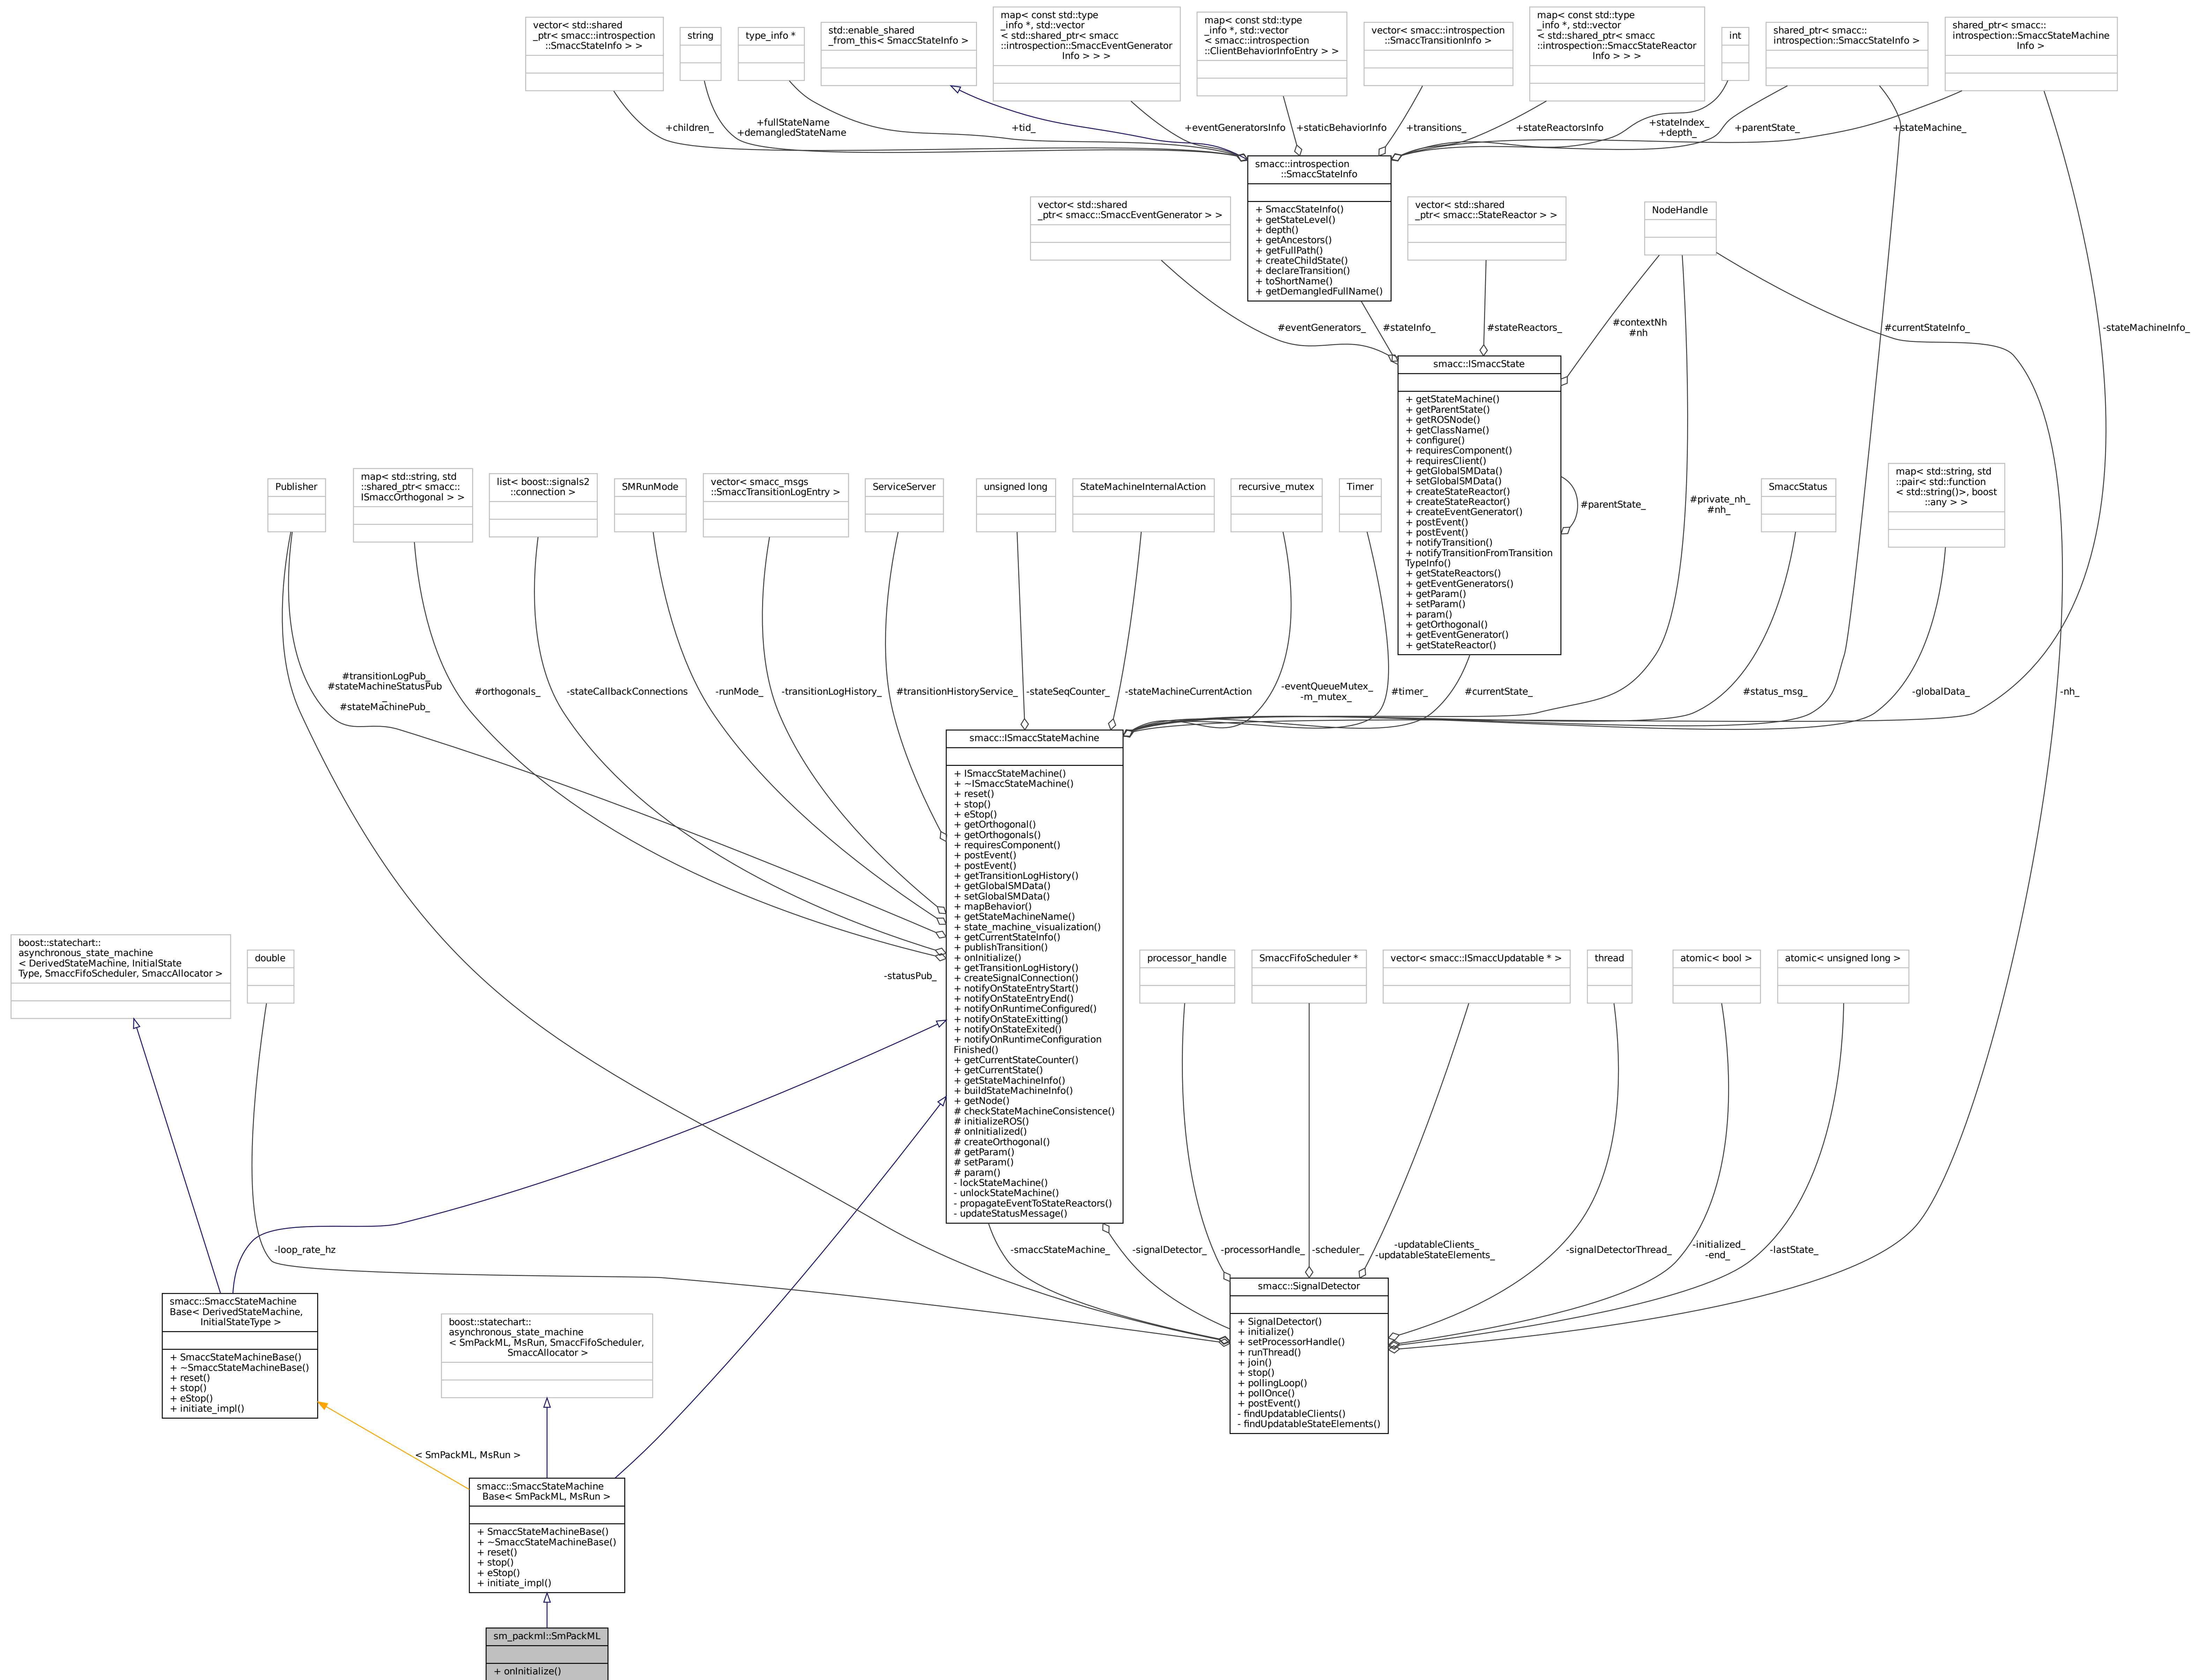 vector< std::shared
_ptr< smacc::introspection
::SmaccStateInfo > >
string
type_info *
std::enable_shared
_from_this< SmaccStateInfo >
map< const std::type
_info *, std::vector
< std::shared_ptr< smacc
::introspection::SmaccEventGenerator
Info > > >
map< const std::type
_info *, std::vector
< smacc::introspection
::ClientBehaviorInfoEntry > >
vector< smacc::introspection
::SmaccTransitionInfo >
map< const std::type
_info *, std::vector
< std::shared_ptr< smacc
::introspection::SmaccStateReactor
Info > > >
int
shared_ptr< smacc::
introspection::SmaccStateInfo >
shared_ptr< smacc::
introspection::SmaccStateMachine
Info >
+children_
+fullStateName
+demangledStateName
+tid_
+eventGeneratorsInfo
+staticBehaviorInfo
+transitions_
+stateReactorsInfo
+stateIndex_
+depth_
+parentState_
+stateMachine_
smacc::introspection
::SmaccStateInfo
+ SmaccStateInfo()
+ getStateLevel()
+ depth()
+ getAncestors()
+ getFullPath()
+ createChildState()
+ declareTransition()
+ toShortName()
+ getDemangledFullName()
vector< std::shared
_ptr< smacc::SmaccEventGenerator > >
vector< std::shared
_ptr< smacc::StateReactor > >
NodeHandle
#eventGenerators_
#stateInfo_
#stateReactors_
#contextNh
#nh
#currentStateInfo_
-stateMachineInfo_
smacc::ISmaccState
+ getStateMachine()
+ getParentState()
+ getROSNode()
+ getClassName()
+ configure()
+ requiresComponent()
+ requiresClient()
+ getGlobalSMData()
+ setGlobalSMData()
+ createStateReactor()
+ createStateReactor()
+ createEventGenerator()
+ postEvent()
+ postEvent()
+ notifyTransition()
+ notifyTransitionFromTransition
TypeInfo()
+ getStateReactors()
+ getEventGenerators()
+ getParam()
+ setParam()
+ param()
+ getOrthogonal()
+ getEventGenerator()
+ getStateReactor()
#parentState_
#private_nh_
#nh_
Publisher
map< std::string, std
::shared_ptr< smacc::
ISmaccOrthogonal > >
list< boost::signals2
::connection >
SMRunMode
vector< smacc_msgs
::SmaccTransitionLogEntry >
ServiceServer
unsigned long
StateMachineInternalAction
recursive_mutex
Timer
SmaccStatus
map< std::string, std
::pair< std::function
< std::string()>, boost
::any > >
#transitionLogPub_
#stateMachineStatusPub
_
#stateMachinePub_
#orthogonals_
-stateCallbackConnections
-runMode_
-transitionLogHistory_
#transitionHistoryService_
-stateSeqCounter_
-stateMachineCurrentAction
-eventQueueMutex_
-m_mutex_
#timer_
#currentState_
#status_msg_
-globalData_
-nh_
smacc::ISmaccStateMachine
+ ISmaccStateMachine()
+ ~ISmaccStateMachine()
+ reset()
+ stop()
+ eStop()
+ getOrthogonal()
+ getOrthogonals()
+ requiresComponent()
+ postEvent()
+ postEvent()
+ getTransitionLogHistory()
+ getGlobalSMData()
+ setGlobalSMData()
+ mapBehavior()
+ getStateMachineName()
+ state_machine_visualization()
+ getCurrentStateInfo()
+ publishTransition()
+ onInitialize()
+ getTransitionLogHistory()
+ createSignalConnection()
+ notifyOnStateEntryStart()
+ notifyOnStateEntryEnd()
+ notifyOnRuntimeConfigured()
+ notifyOnStateExitting()
+ notifyOnStateExited()
+ notifyOnRuntimeConfiguration
Finished()
+ getCurrentStateCounter()
+ getCurrentState()
+ getStateMachineInfo()
+ buildStateMachineInfo()
+ getNode()
# checkStateMachineConsistence()
# initializeROS()
# onInitialized()
# createOrthogonal()
# getParam()
# setParam()
# param()
- lockStateMachine()
- unlockStateMachine()
- propagateEventToStateReactors()
- updateStatusMessage()
-statusPub_
boost::statechart::
asynchronous_state_machine
< DerivedStateMachine, InitialState
Type, SmaccFifoScheduler, SmaccAllocator >
double
processor_handle
SmaccFifoScheduler *
vector< smacc::ISmaccUpdatable * >
thread
atomic< bool >
atomic< unsigned long >
-loop_rate_hz
-smaccStateMachine_
-signalDetector_
-processorHandle_
-scheduler_
-updatableClients_
-updatableStateElements_
-signalDetectorThread_
-initialized_
-end_
-lastState_
smacc::SmaccStateMachine
Base< DerivedStateMachine,
InitialStateType >
+ SmaccStateMachineBase()
+ ~SmaccStateMachineBase()
+ reset()
+ stop()
+ eStop()
+ initiate_impl()
boost::statechart::
asynchronous_state_machine
< SmPackML, MsRun, SmaccFifoScheduler,
SmaccAllocator >
smacc::SignalDetector
+ SignalDetector()
+ initialize()
+ setProcessorHandle()
+ runThread()
+ join()
+ stop()
+ pollingLoop()
+ pollOnce()
+ postEvent()
- findUpdatableClients()
- findUpdatableStateElements()
< SmPackML, MsRun >
smacc::SmaccStateMachine
Base< SmPackML, MsRun >
+ SmaccStateMachineBase()
+ ~SmaccStateMachineBase()
+ reset()
+ stop()
+ eStop()
+ initiate_impl()
sm_packml::SmPackML
+ onInitialize()